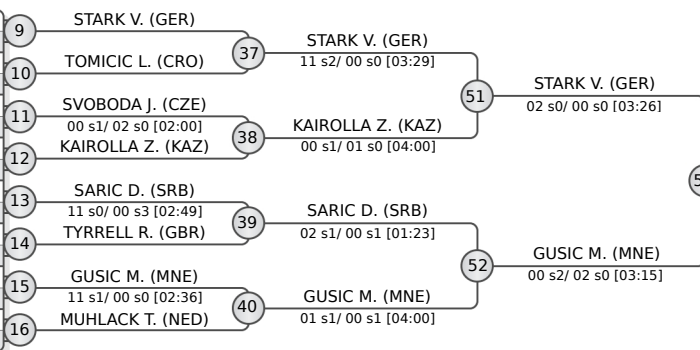 9
STARK V. (GER)
10
TOMICIC L. (CRO)
11
SVOBODA J. (CZE)
00 s1/ 02 s0 [02:00]
12
KAIROLLA Z. (KAZ)
13
SARIC D. (SRB)
11 s0/ 00 s3 [02:49]
14
TYRRELL R. (GBR)
15
GUSIC M. (MNE)
11 s1/ 00 s0 [02:36]
16
MUHLACK T. (NED)
37
STARK V. (GER)
11 s2/ 00 s0 [03:29]
38
KAIROLLA Z. (KAZ)
00 s1/ 01 s0 [04:00]
39
SARIC D. (SRB)
02 s1/ 00 s1 [01:23]
40
GUSIC M. (MNE)
01 s1/ 00 s1 [04:00]
51
STARK V. (GER)
02 s0/ 00 s0 [03:26]
52
GUSIC M. (MNE)
00 s2/ 02 s0 [03:15]